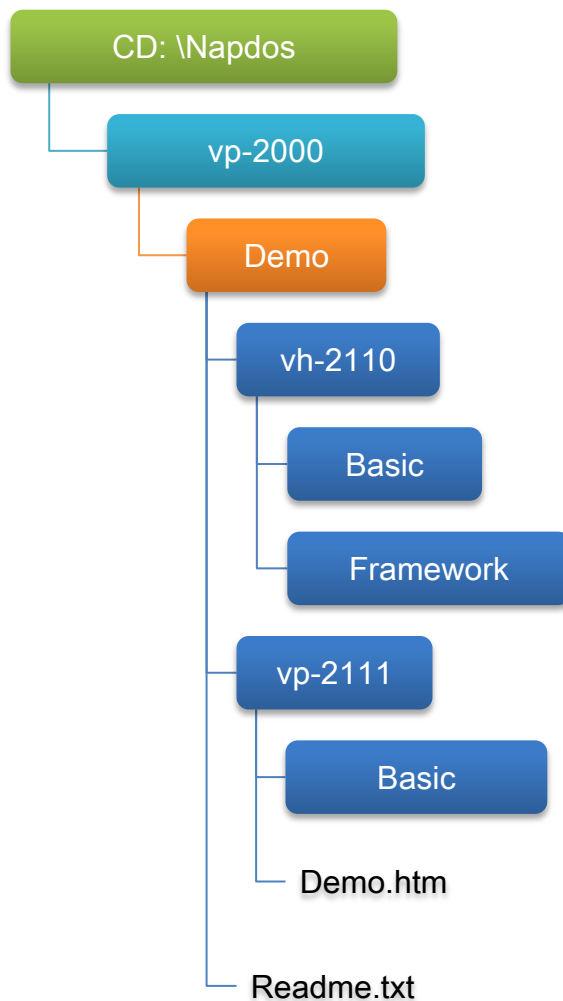 CD: \Napdos
vp-2000
Demo
vh-2110
Basic
Framework
vp-2111
Basic
Demo.htm
Readme.txt